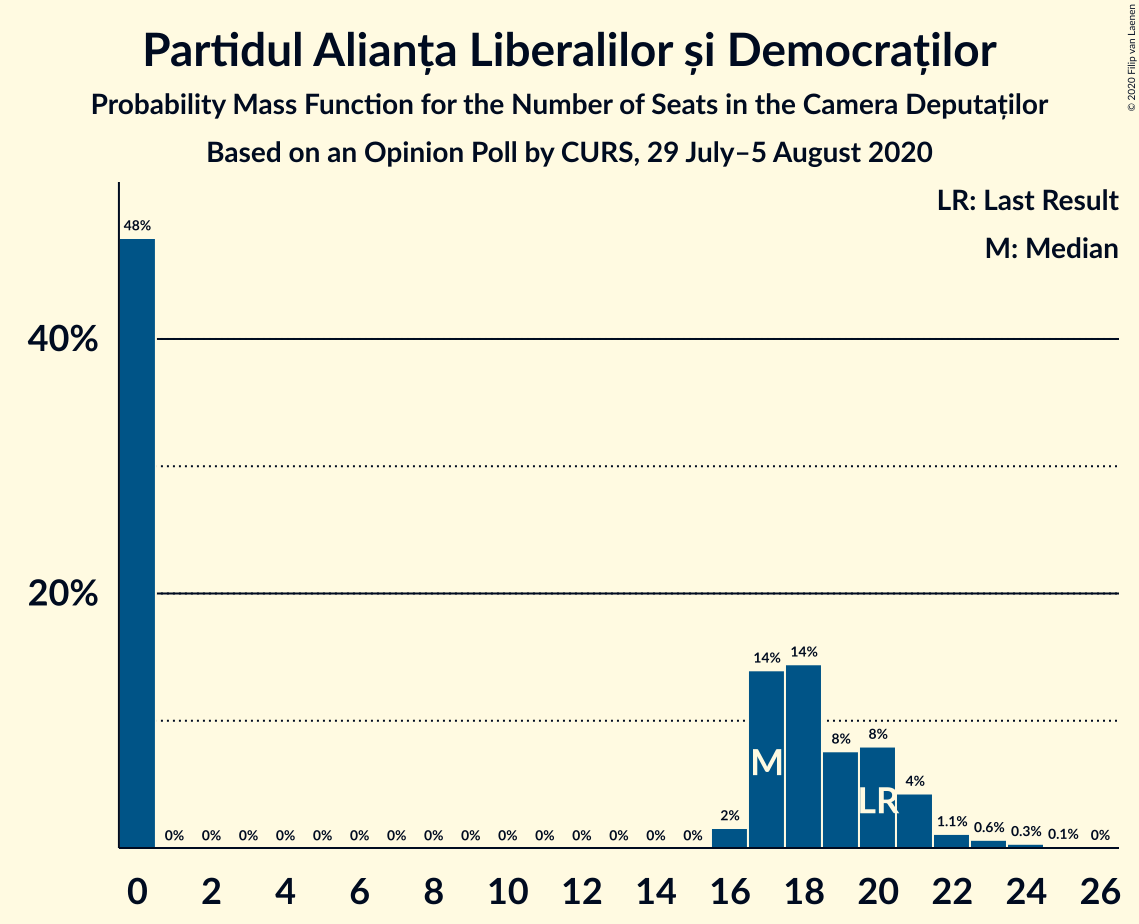 © 2020 Filip van Laenen
Partidul Alianța Liberalilor și Democraților
Probability Mass Function for the Number of Seats in the Camera Deputaților
Based on an Opinion Poll by CURS, 29 July–5 August 2020
LR: Last Result
M: Median
48%
40%
20%
0% 0% 0% 0% 0% 0% 0% 0% 0% 0% 0% 0% 0% 0% 0% 2% 14% 14% 8% 8% 4% 1.1% 0.6% 0.3% 0.1% 0%
M
LR
0 2 4 6 8 10 12 14 16 18 20 22 24 26